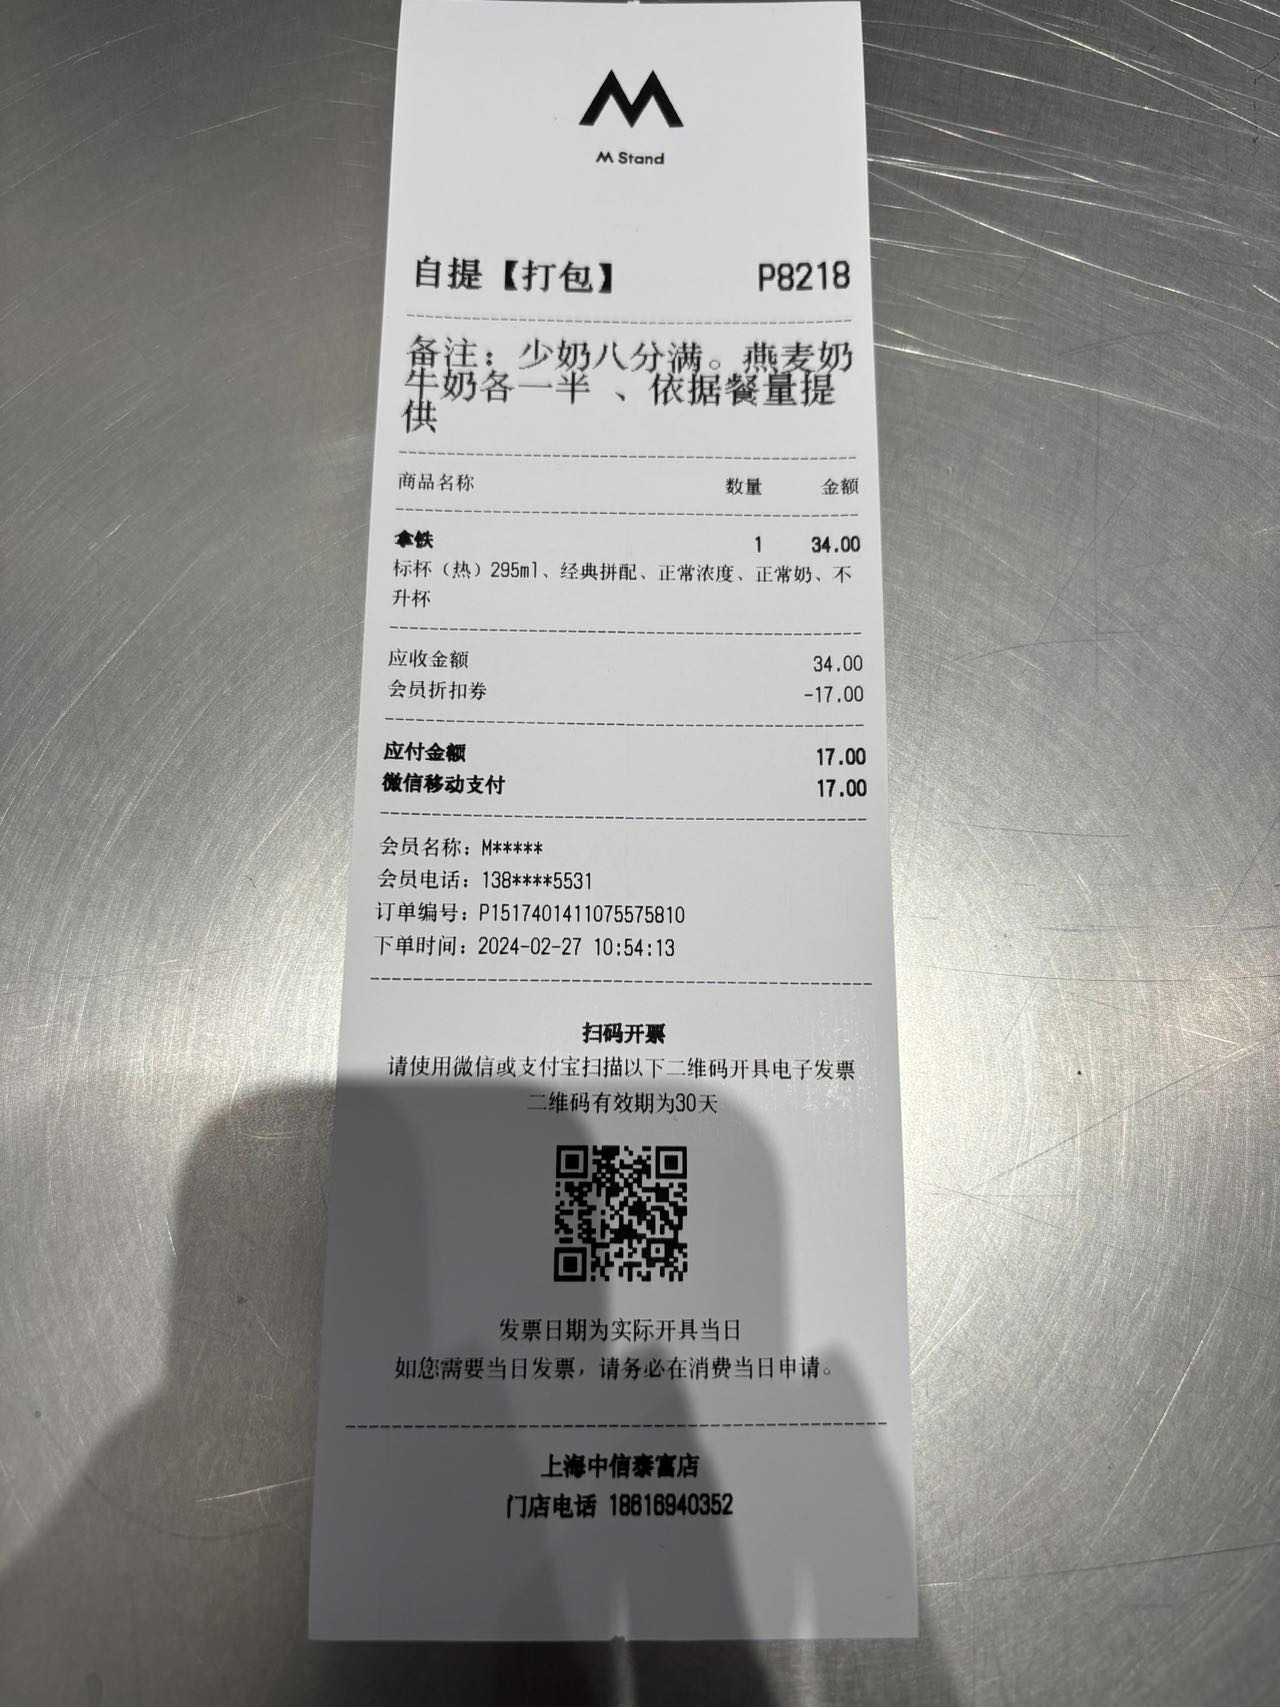 M Stand
自提【打包】 P8218
备注：少奶八分满。燕麦奶
牛奶各一半 、依据餐量提
供
商品名称 数量 金额
拿铁 1 34.00
标杯（热）295ml、经典拼配、正常浓度、正常奶、不
升杯
应收金额 34.00
会员折扣券 -17.00
应付金额 17.00
微信移动支付 17.00
会员名称：M*****
会员电话：138****5531
订单编号：P1517401411075575810
下单时间：2024-02-27 10:54:13
扫码开票
请使用微信或支付宝扫描以下二维码开具电子发票
二维码有效期为30天
发票日期为实际开具当日
如您需要当日发票，请务必在消费当日申请。
上海中信泰富店
门店电话 18616940352